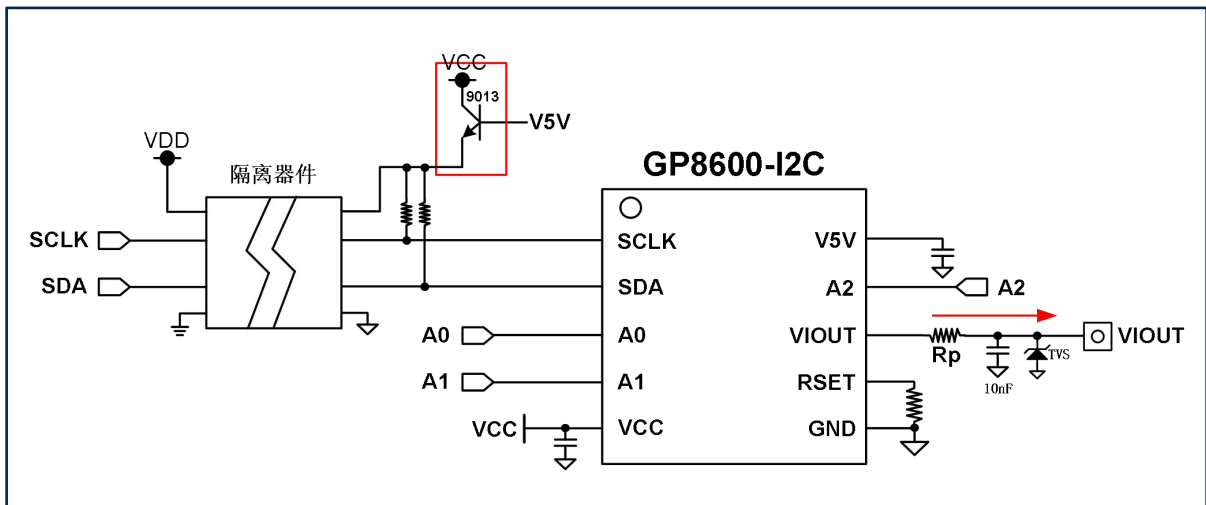 VCC
9013
V5V
VDD
隔离器件
GP8600-I2C
SCLK
SCLK
V5V
SDA
SDA
A2
A2
A0
A0
VIOUT
Rp
TVS
VIOUT
10nF
A1
A1
RSET
VCC
VCC
GND